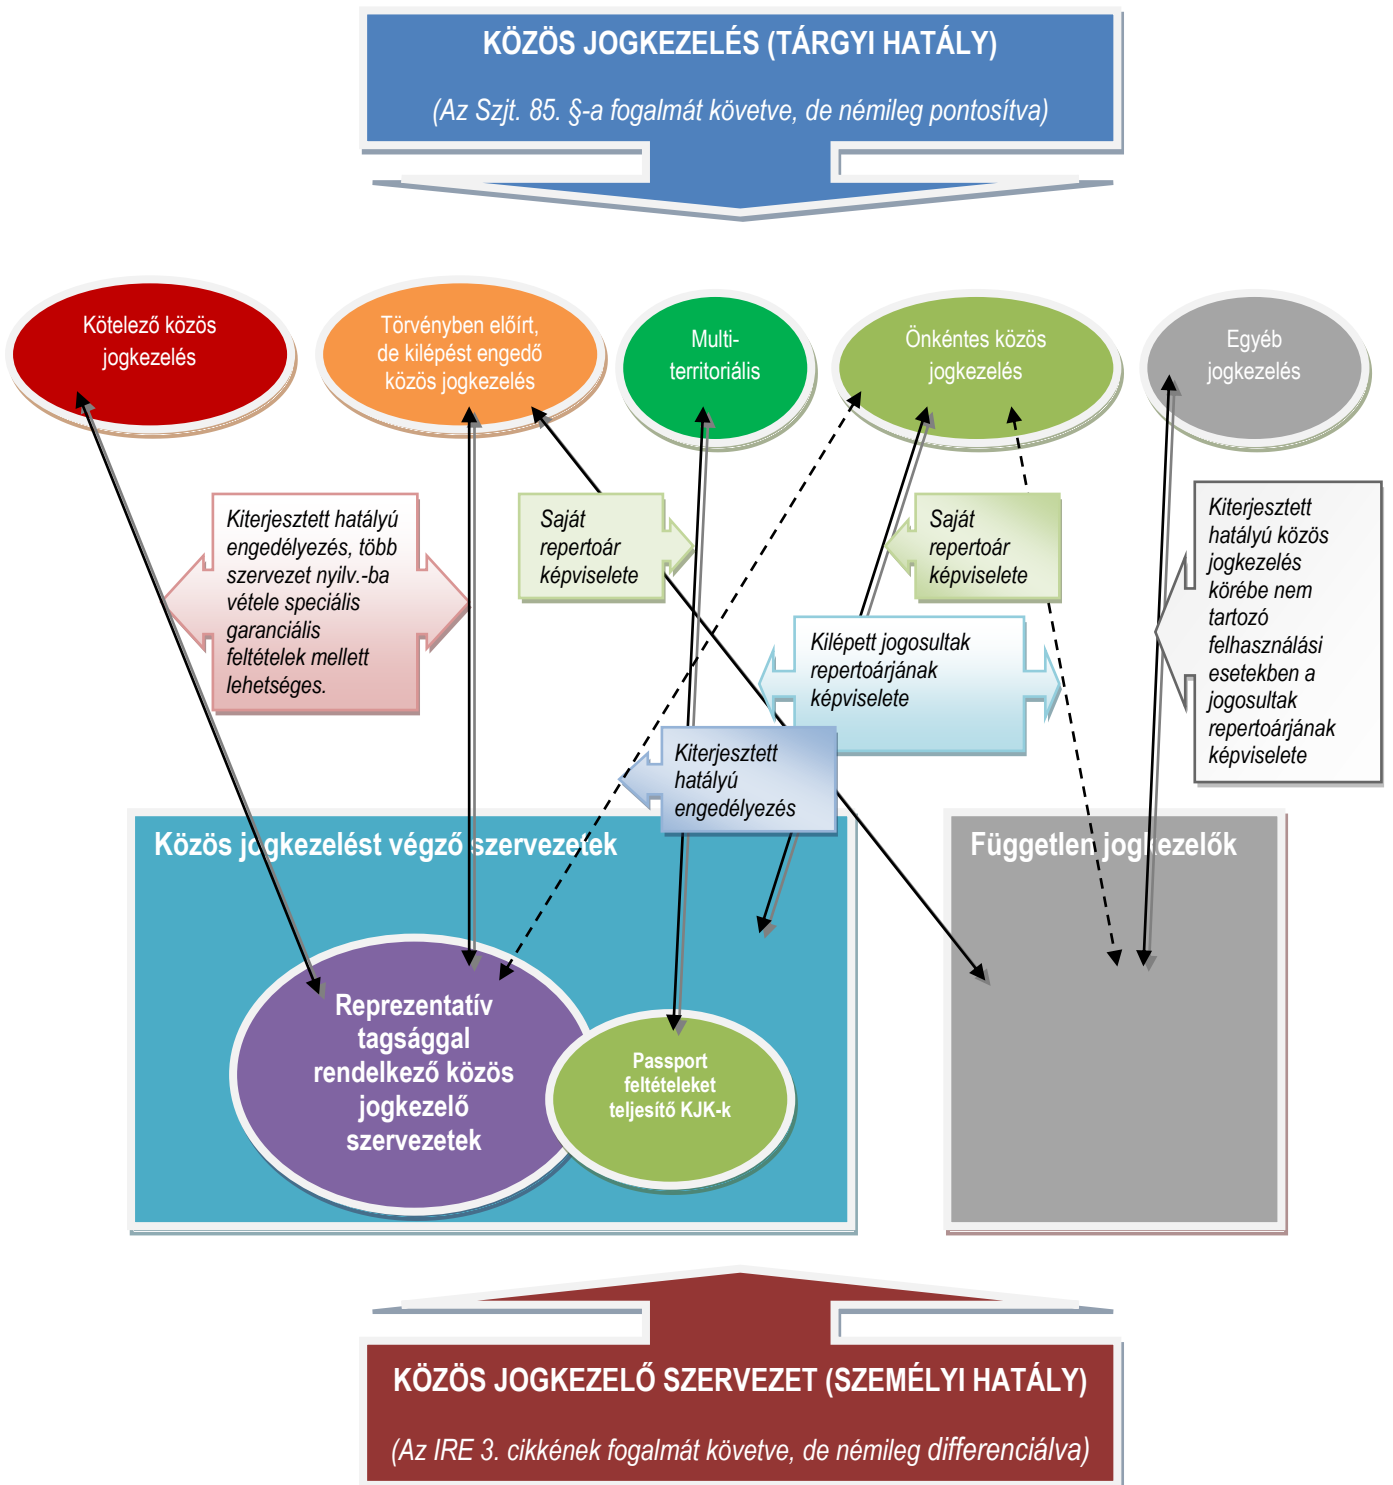 KÖZÖS JOGKEZELÉS (TÁRGYI HATÁLY)
(Az Szjt. 85. §-a fogalmát követve, de némileg pontosítva)
Kötelező közös
jogkezelés
Törvényben előírt,
de kilépést engedő
közös jogkezelés
Multi-
territoriális
Önkéntes közös
jogkezelés
Egyéb
jogkezelés
Kiterjesztett hatályú
engedélyezés, több
szervezet nyilv.-ba
vétele speciális
garanciális
feltételek mellett
lehetséges.
Saját
repertoár
képviselete
Saját
repertoár
képviselete
Kiterjesztett
hatályú közös
jogkezelés
körébe nem
tartozó
felhasználási
esetekben a
jogosultak
repertoárjának
képviselete
Kilépett jogosultak
repertoárjának
képviselete
Kiterjesztett
hatályú
engedélyezés
Közös jogkezelést végző szervezetek
Független jogkezelők
Reprezentatív
tagsággal
rendelkező közös
jogkezelő
szervezetek
Passport
feltételeket
teljesítő KJK-k
KÖZÖS JOGKEZELŐ SZERVEZET (SZEMÉLYI HATÁLY)
(Az IRE 3. cikkének fogalmát követve, de némileg differenciálva)